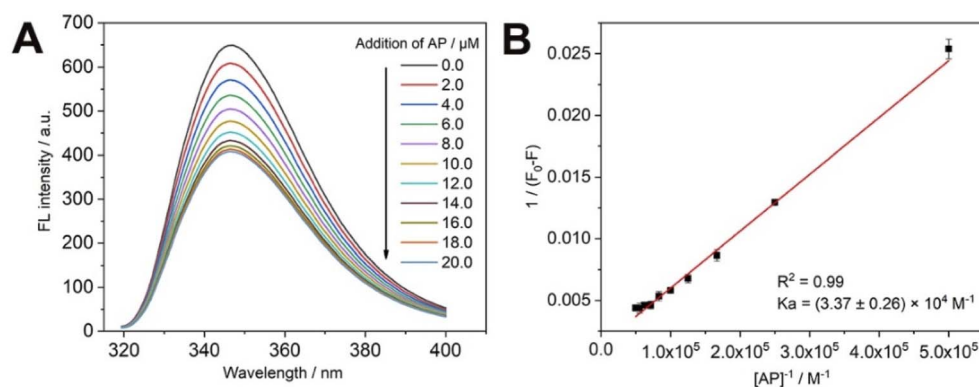 A
700
600
500
400
300
200
100
0
FL intensity / a.u.
320
340
360
380
400
Wavelength / nm
Addition of AP / μM
0.0
2.0
4.0
6.0
8.0
10.0
12.0
14.0
16.0
18.0
20.0
B
0.025
0.020
0.015
0.010
0.005
1 / (F₀-F)
0.0
1.0x10⁵
2.0x10⁵
3.0x10⁵
4.0x10⁵
5.0x10⁵
[AP]⁻¹ / M⁻¹
R² = 0.99
Ka = (3.37 ± 0.26) × 10⁴ M⁻¹